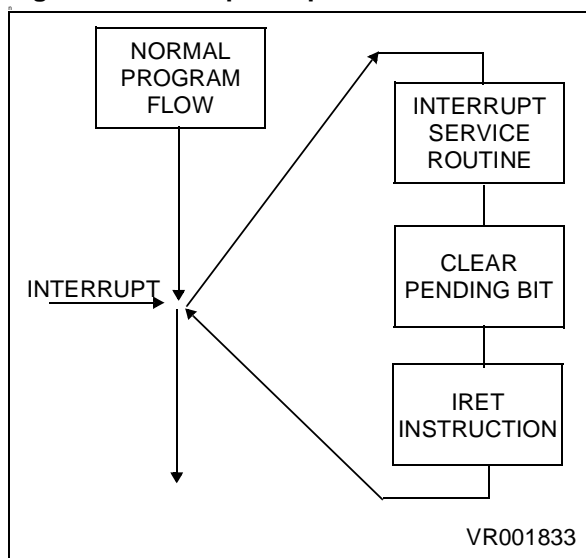 NORMAL
PROGRAM
FLOW
INTERRUPT
INTERRUPT
SERVICE
ROUTINE
CLEAR
PENDING BIT
IRET
INSTRUCTION
VR001833